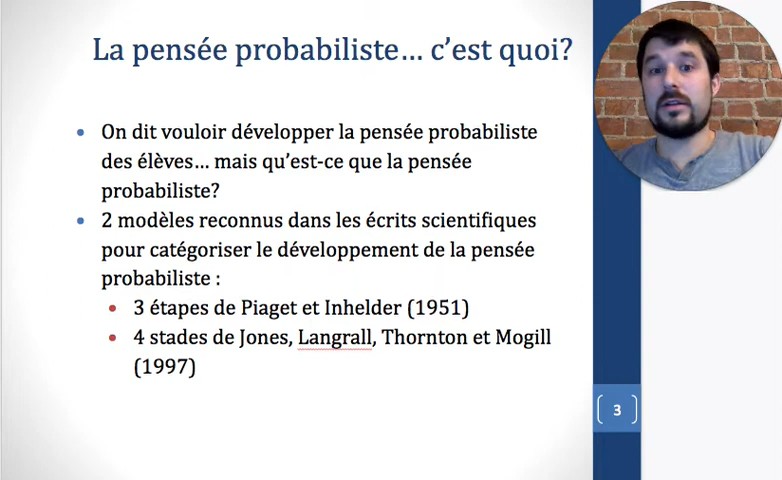 La pensée probabiliste… c’est quoi?
• On dit vouloir développer la pensée probabiliste
des élèves… mais qu’est-ce que la pensée
probabiliste?
• 2 modèles reconnus dans les écrits scientifiques
pour catégoriser le développement de la pensée
probabiliste :
• 3 étapes de Piaget et Inhelder (1951)
• 4 stades de Jones, Langrall, Thornton et Mogill
(1997)
3